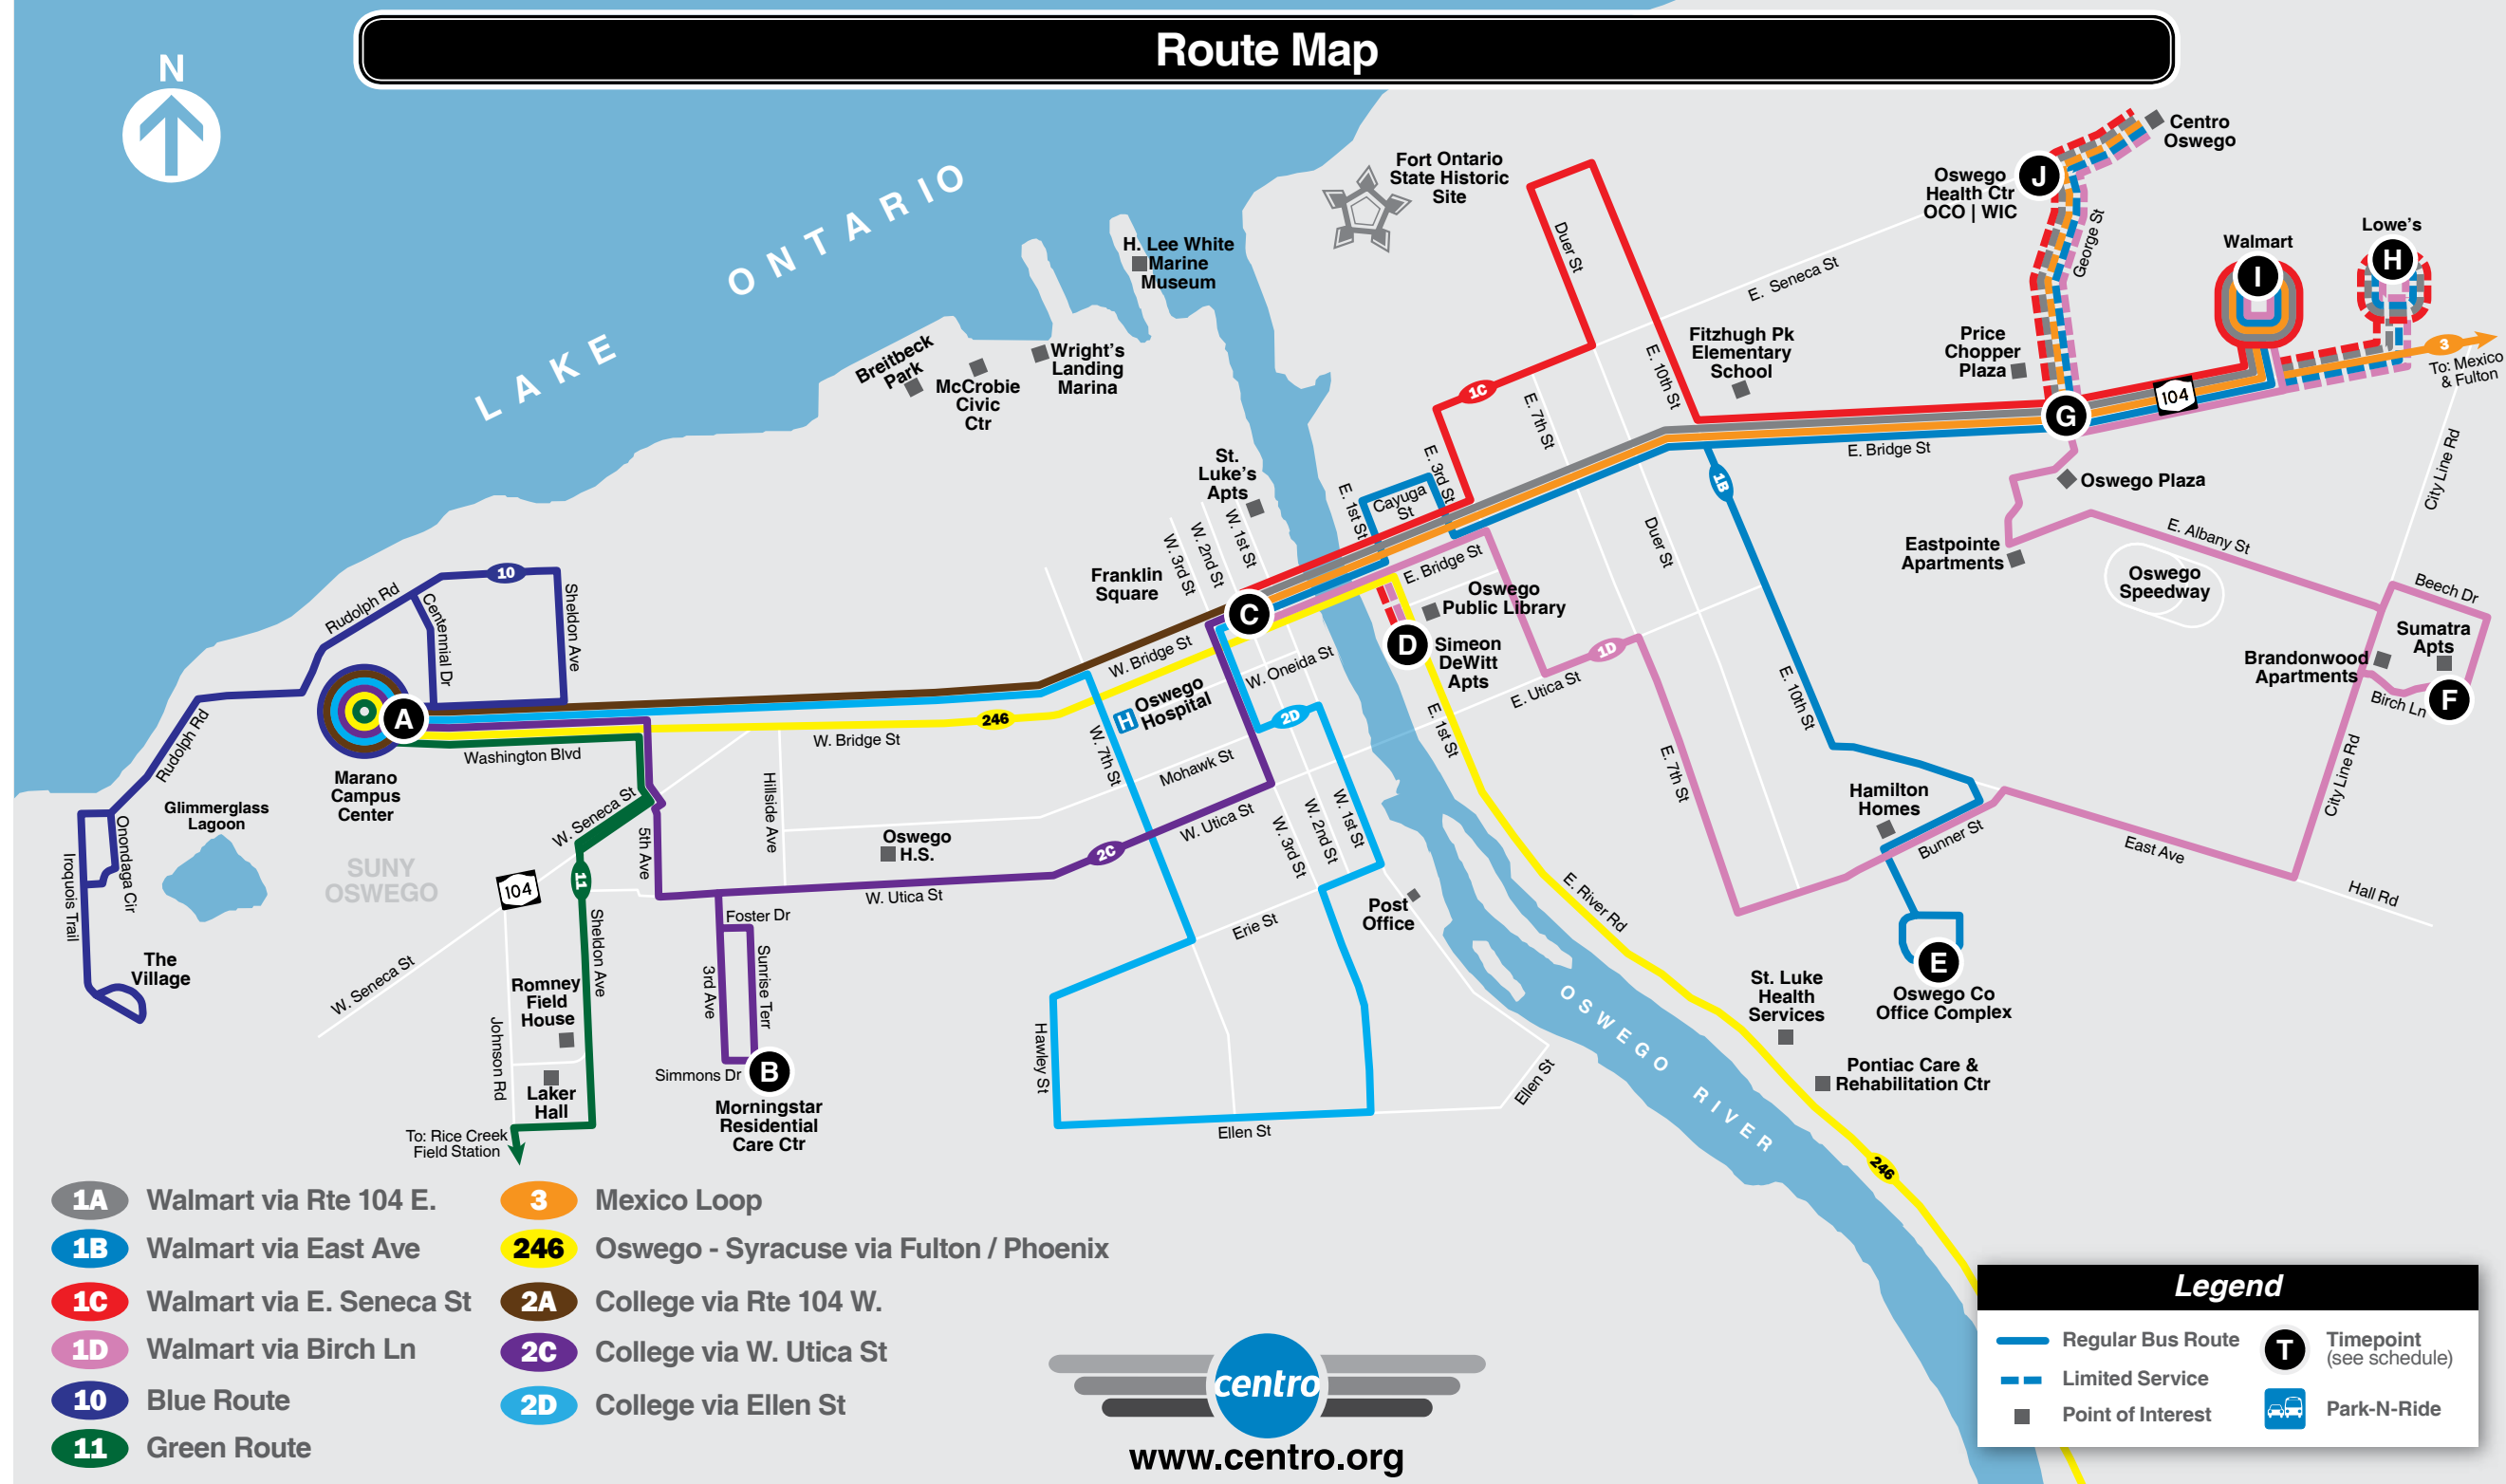 Route Map
N
LAKE ONTARIO
Fort Ontario
State Historic
Site
H. Lee White
Marine
Museum
Breitbeck
Park
McCrobie
Civic
Ctr
Wright's
Landing
Marina
St.
Luke's
Apts
Franklin
Square
W. 3rd St
W. 2nd St
W. 1st St
E. 1st St
Cayuga
St
E. 3rd St
1C
Duer St
E. Seneca St
E. 10th St
E. 7th St
Fitzhugh Pk
Elementary
School
Centro
Oswego
J
Oswego
Health Ctr
OCO | WIC
George St
Price
Chopper
Plaza
Walmart
I
Lowe's
H
3
To: Mexico
& Fulton
104
G
E. Bridge St
1B
Oswego Plaza
City Line Rd
Eastpointe
Apartments
E. Albany St
Oswego
Speedway
Beech Dr
Sumatra
Apts
Brandonwood
Apartments
Birch Ln
F
City Line Rd
Duer St
E. Bridge St
Oswego
Public Library
C
D
Simeon
DeWitt
Apts
1D
E. Utica St
E. 1st St
E. 7th St
E. 10th St
Hamilton
Homes
Bunner St
East Ave
Hall Rd
E
Oswego Co
Office Complex
St. Luke
Health
Services
Pontiac Care &
Rehabilitation Ctr
E. River Rd
OSWEGO RIVER
246
10
Rudolph Rd
Centennial Dr
Sheldon Ave
A
Marano
Campus
Center
Rudolph Rd
Glimmerglass
Lagoon
SUNY
OSWEGO
Onondaga Cir
Iroquois Trail
The
Village
Washington Blvd
W. Bridge St
246
W. Bridge St
W. Oneida St
H
Oswego
Hospital
2D
W. 7th St
Mohawk St
W. Utica St
2C
W. 3rd St
W. 2nd St
W. 1st St
Post
Office
Erie St
Hawley St
Ellen St
Ellen St
W. Seneca St
5th Ave
Hillside Ave
Oswego
H.S.
W. Utica St
11
104
W. Seneca St
Foster Dr
3rd Ave
Sunrise Terr
Simmons Dr
B
Morningstar
Residential
Care Ctr
Sheldon Ave
Romney
Field
House
Johnson Rd
Laker
Hall
To: Rice Creek
Field Station
1A Walmart via Rte 104 E.
1B Walmart via East Ave
1C Walmart via E. Seneca St
1D Walmart via Birch Ln
10 Blue Route
11 Green Route
3 Mexico Loop
246 Oswego - Syracuse via Fulton / Phoenix
2A College via Rte 104 W.
2C College via W. Utica St
2D College via Ellen St
centro
www.centro.org
Legend
Regular Bus Route
Limited Service
Point of Interest
T Timepoint
(see schedule)
Park-N-Ride